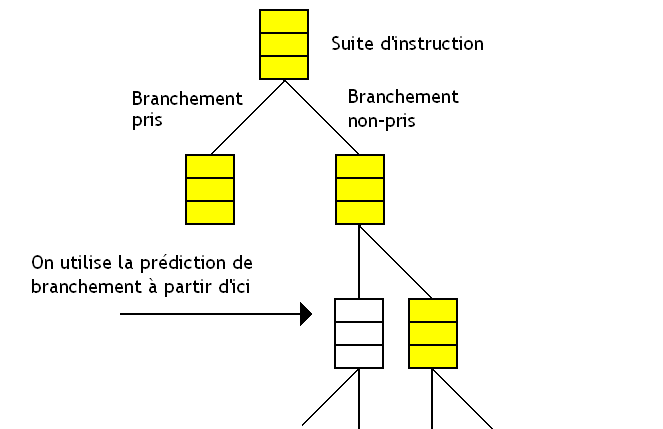 Suite d'instruction
Branchement
pris
Branchement
non-pris
On utilise la prédiction de
branchement à partir d'ici